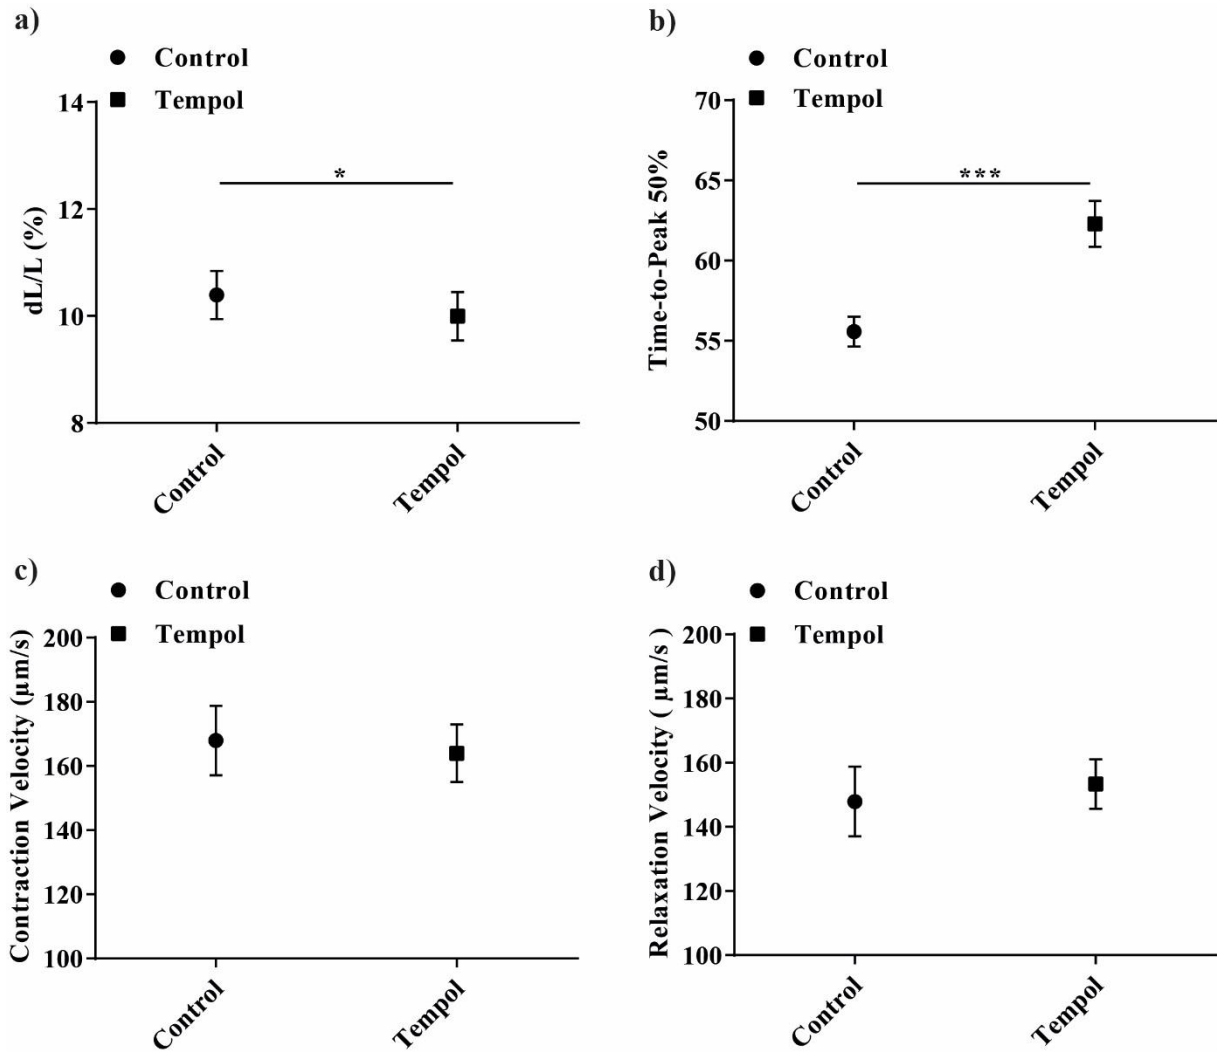 a)
Control
Tempol
14
12
10
8
dL/L (%)
*
Control
Tempol
b)
Control
Tempol
70
65
60
55
50
Time-to-Peak 50%
***
Control
Tempol
c)
Control
Tempol
200
180
160
140
120
100
Contraction Velocity (µm/s)
Control
Tempol
d)
Control
Tempol
200
180
160
140
120
100
Relaxation Velocity ( µm/s )
Control
Tempol